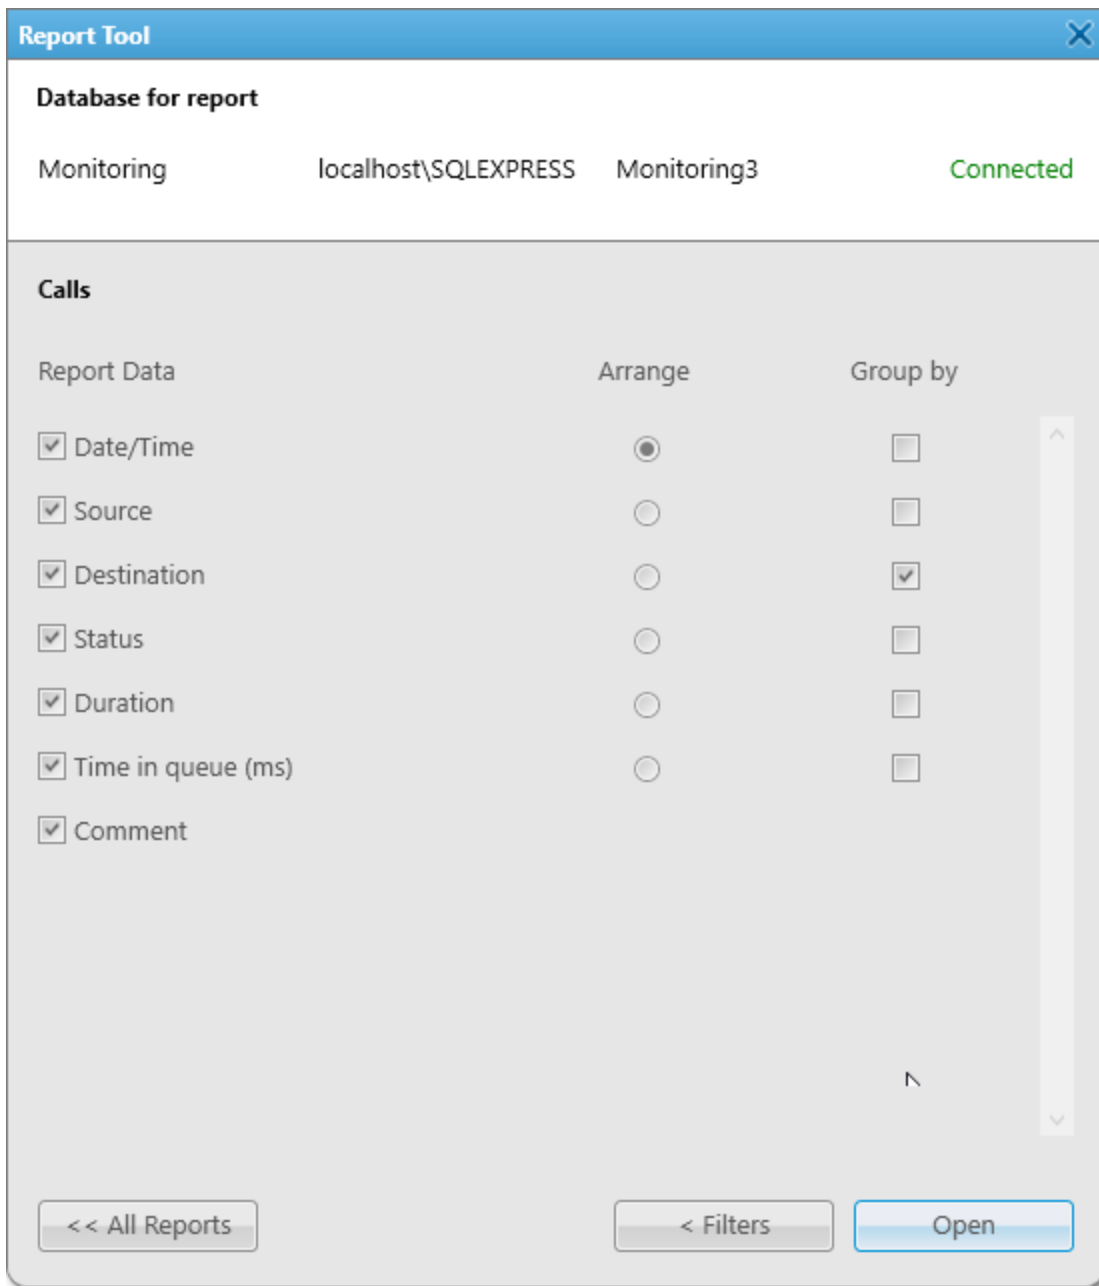 Report Tool
Database for report
Monitoring localhost\SQLEXPRESS Monitoring3 Connected
Calls
Report Data Arrange Group by
Date/Time
Source
Destination
Status
Duration
Time in queue (ms)
Comment
<< All Reports < Filters Open